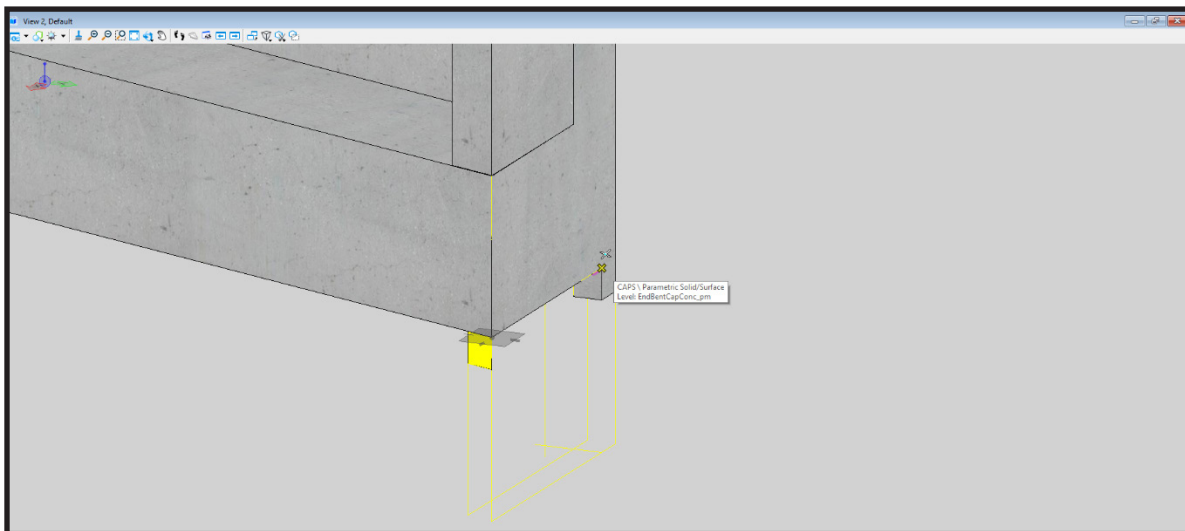 View 2, Default
CAPS \ Parametric Solid/Surface
Level: EndBentCapConc_pm